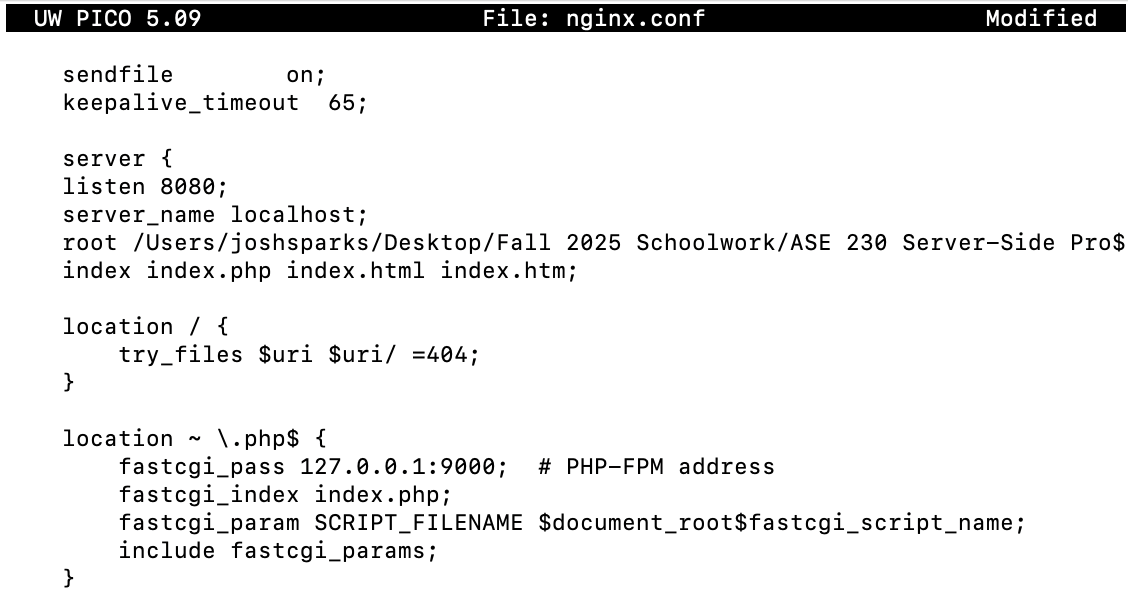 UW PICO 5.09 File: nginx.conf Modified
sendfile on;
keepalive_timeout 65;
server {
listen 8080;
server_name localhost;
root /Users/joshsparks/Desktop/Fall 2025 Schoolwork/ASE 230 Server-Side Pro$
index index.php index.html index.htm;
location / {
try_files $uri $uri/ =404;
}
location ~ \.php$ {
fastcgi_pass 127.0.0.1:9000; # PHP-FPM address
fastcgi_index index.php;
fastcgi_param SCRIPT_FILENAME $document_root$fastcgi_script_name;
include fastcgi_params;
}